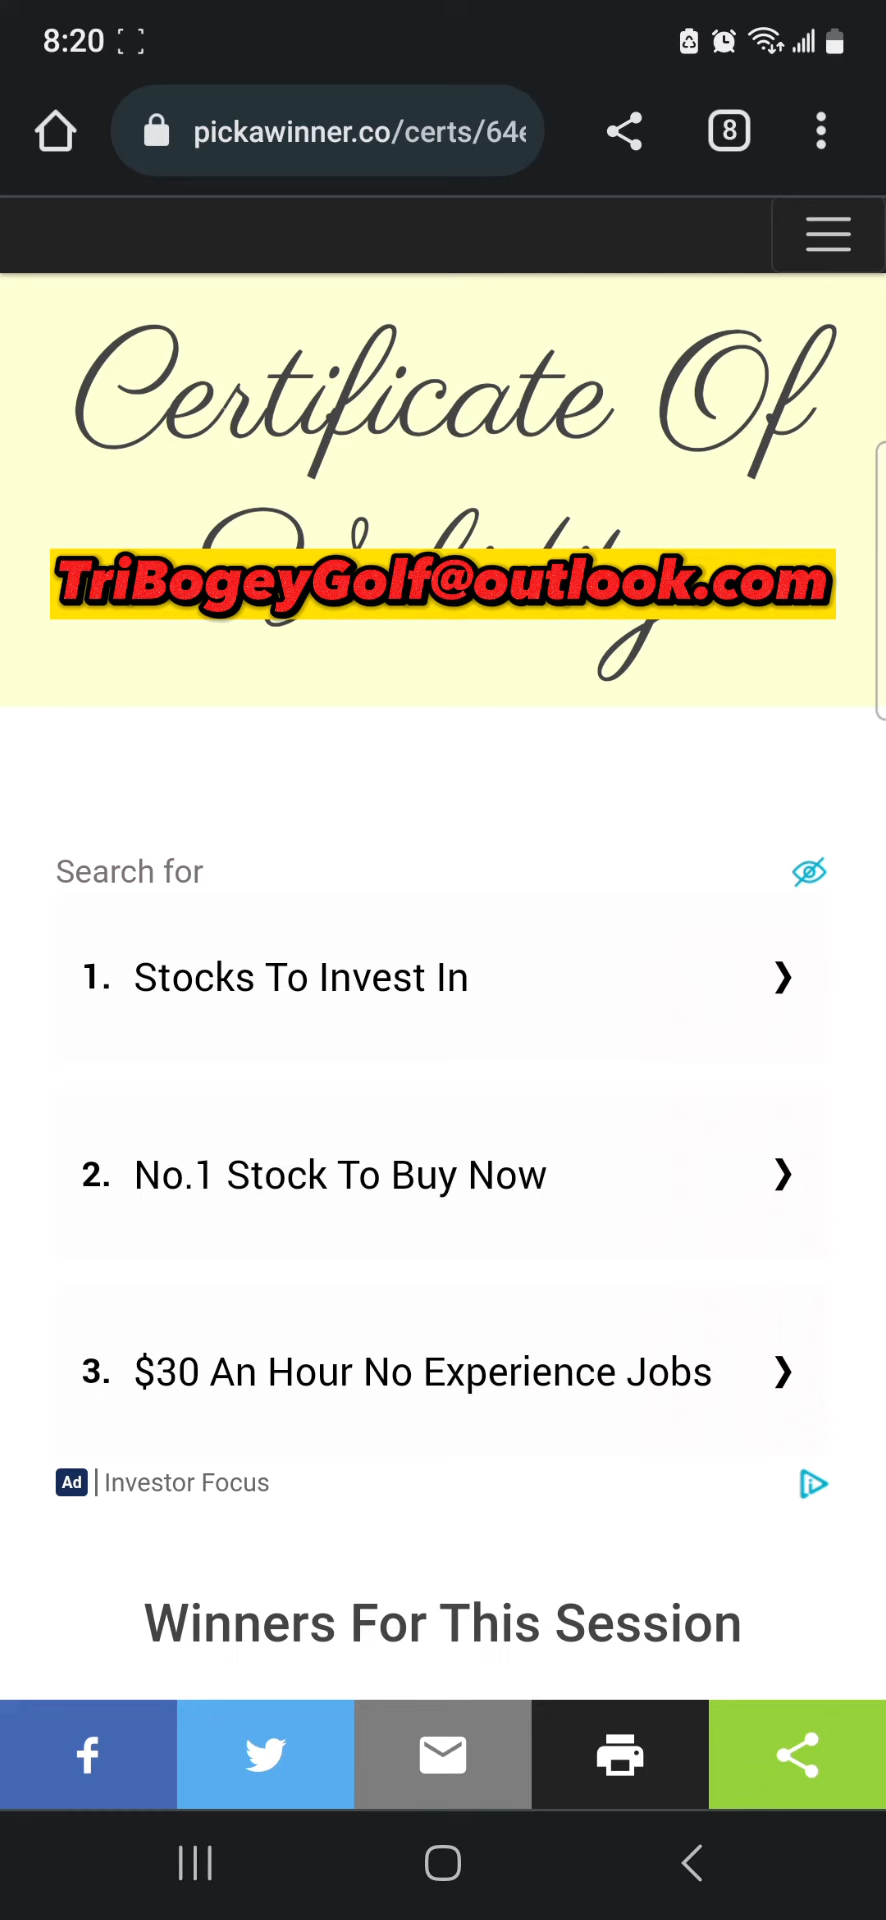 8:20
pickawinner.co/certs/64
8
Certificate Of
TriBogeyGolf@outlook.com
Search for
1. Stocks To Invest In
2. No.1 Stock To Buy Now
3. $30 An Hour No Experience Jobs
Ad | Investor Focus
Winners For This Session